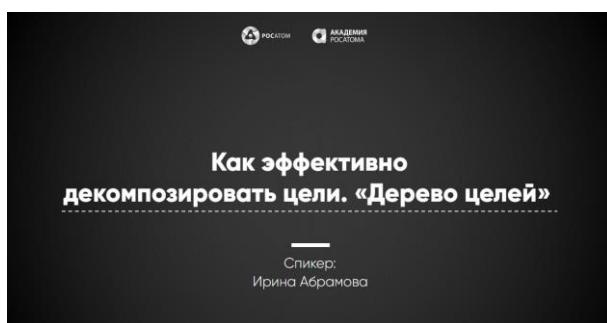 РОСАТОМ
АКАДЕМИЯ
РОСАТОМА
Как эффективно
декомпозировать цели. «Дерево целей»
Спикер:
Ирина Абрамова